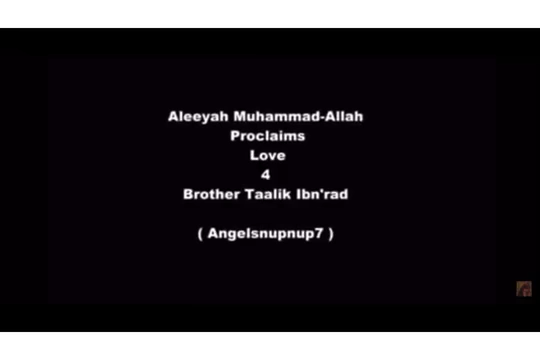 Aleeyah Muhammad-Allah
Proclaims
Love
4
Brother Taalik Ibn'rad
( Angelsnupnup7 )